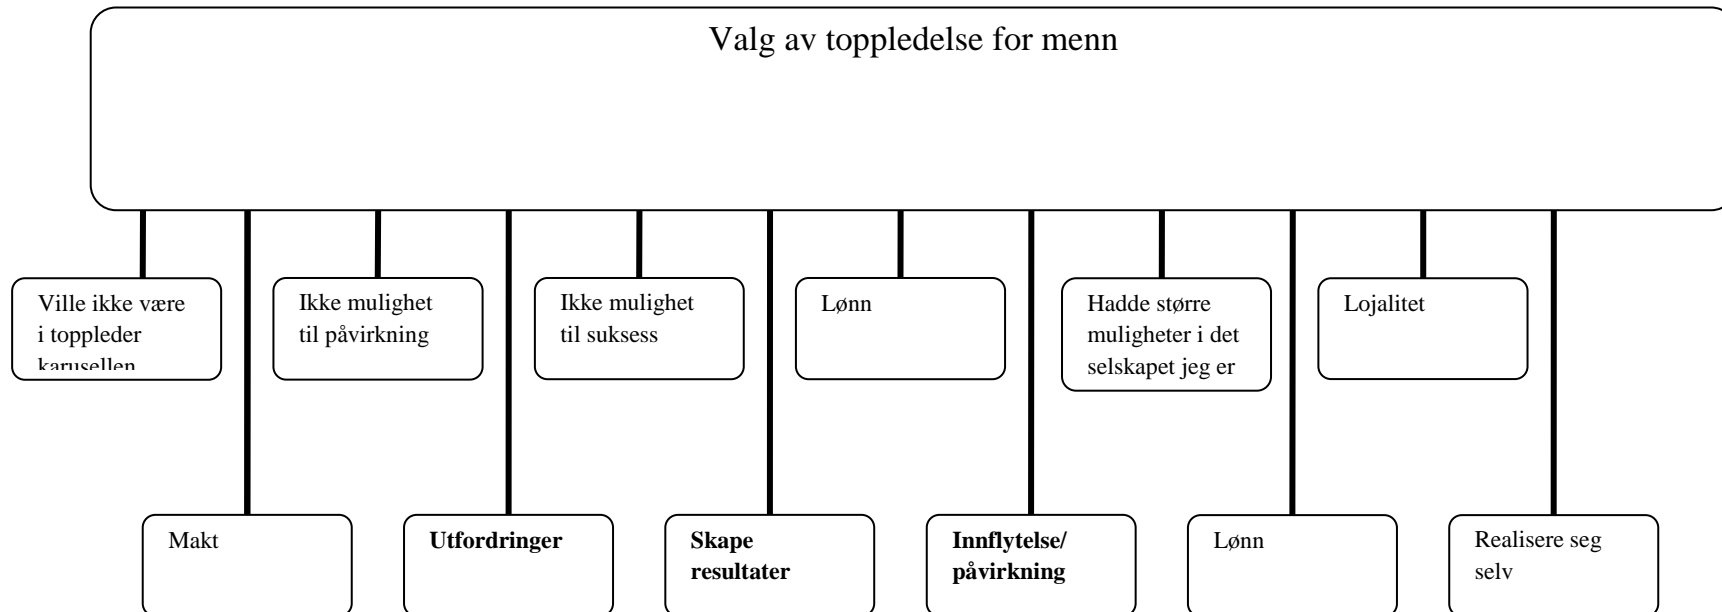 Valg av toppledelse for menn
Ville ikke være
i toppleder
karusellen
Ikke mulighet
til påvirkning
Ikke mulighet
til suksess
Lønn
Hadde større
muligheter i det
selskapet jeg er
Lojalitet
Makt
Utfordringer
Skape
resultater
Innflytelse/
påvirkning
Lønn
Realisere seg
selv